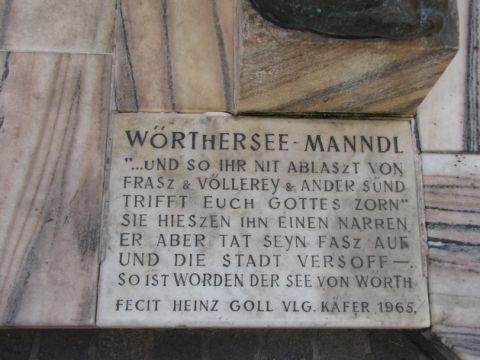 WÖRTHERSEE-MANNDL
"...UND SO IHR NIT ABLASZT VON
FRASZ & VÖLLEREY & ANDER SÜND
TRIFFT EUCH GOTTES ZORN"
SIE HIESZEN IHN EINEN NARREN.
ER ABER TAT SEYN FASZ AUF
UND DIE STADT VERSOFF—.
SO IST WORDEN DER SEE VON WÖRTH
FECIT HEINZ GOLL VLG. KÄFER 1965.